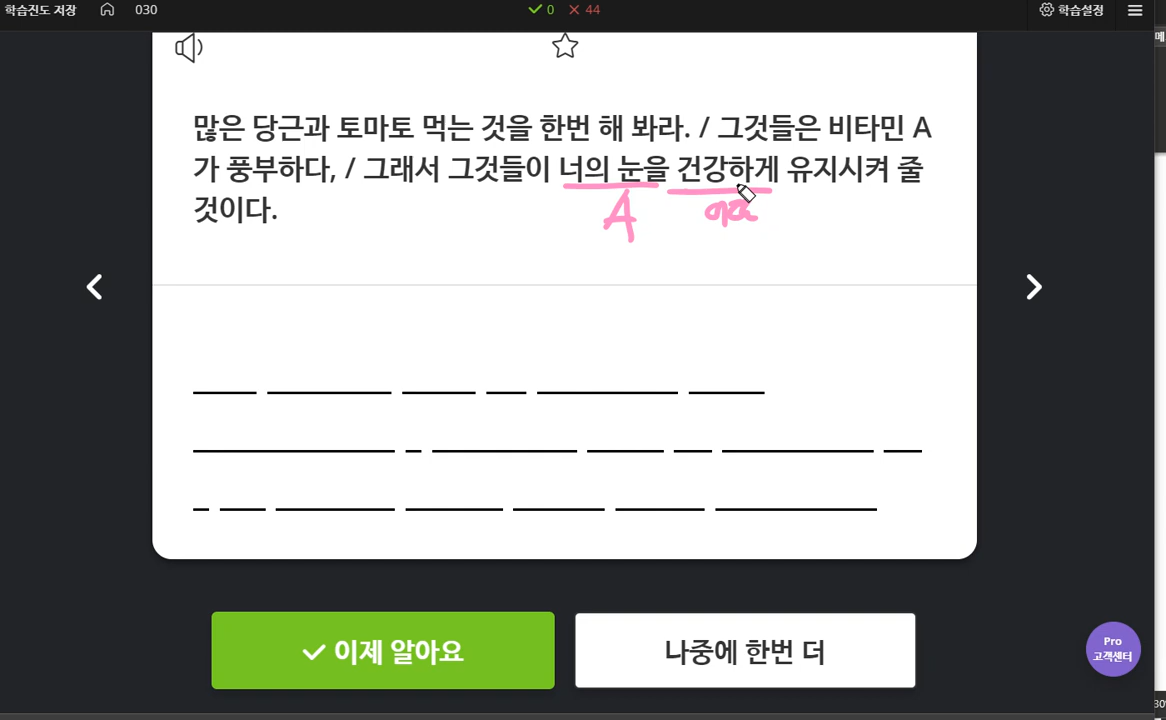 학습진도 저장 030 0 44 학습설정
많은 당근과 토마토 먹는 것을 한번 해 봐라. / 그것들은 비타민 A
가 풍부하다, / 그래서 그것들이 너의 눈을 건강하게 유지시켜 줄
것이다.
A
이제 알아요 나중에 한번 더
Pro
고객센터